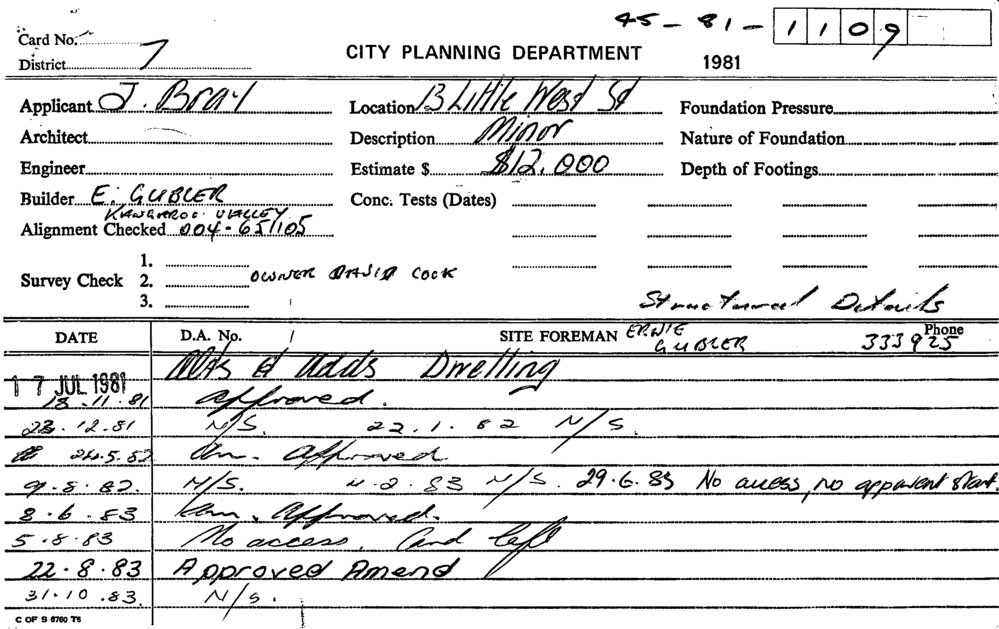 45 - 81 - 1109
Card No.
District 7
CITY PLANNING DEPARTMENT
1981
Applicant J. Bray
Location 13 Little West St
Foundation Pressure
Architect
Description Minor
Nature of Foundation
Engineer
Estimate $ $12,000
Depth of Footings
Builder E. GUBLER
Conc. Tests (Dates)
KANGAROO VALLEY
Alignment Checked 004-651105
1.
Survey Check 2. OWNER DAVID COCK
3.
Structural Details
DATE D.A. No. SITE FOREMAN ERNIE GUBLER Phone 333925
17 JUL 1981 Alts & Adds Dwelling
13.11.81 approved.
22.12.81 N/S. 22.1.82 N/S.
24.5.82 Am. Approved
9.8.82. N/S. 4.2.83 N/S. 29.6.83 No access, no apparent start.
8.6.83 Am. Approved.
5.8.83 No access. Card left
22.8.83 Approved Amend
31.10.83. N/S.
C OF S 6760 T6